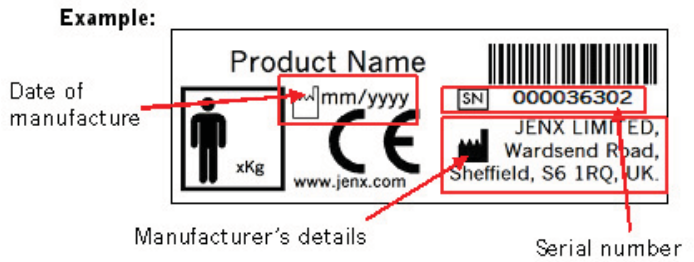 Example:
Product Name
Date of
manufacture
mm/yyyy
SN 000036302
xKg
CE
www.jenx.com
JENX LIMITED,
Wardsend Road,
Sheffield, S6 1RQ, UK.
Manufacturer's details
Serial number